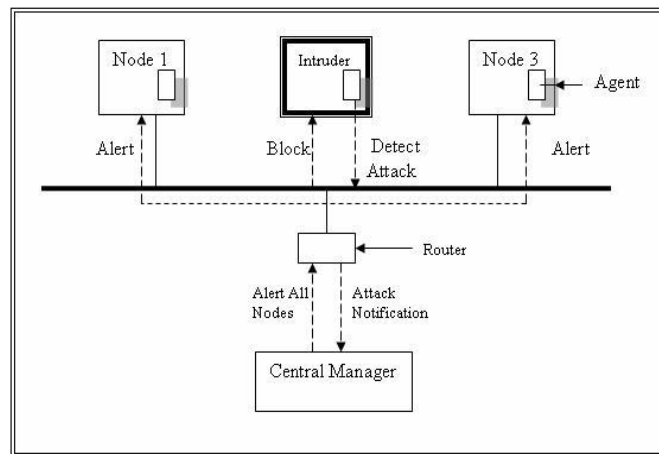 Node 1
Intruder
Node 3
Agent
Alert
Block
Detect
Attack
Alert
Router
Alert All
Nodes
Attack
Notification
Central Manager